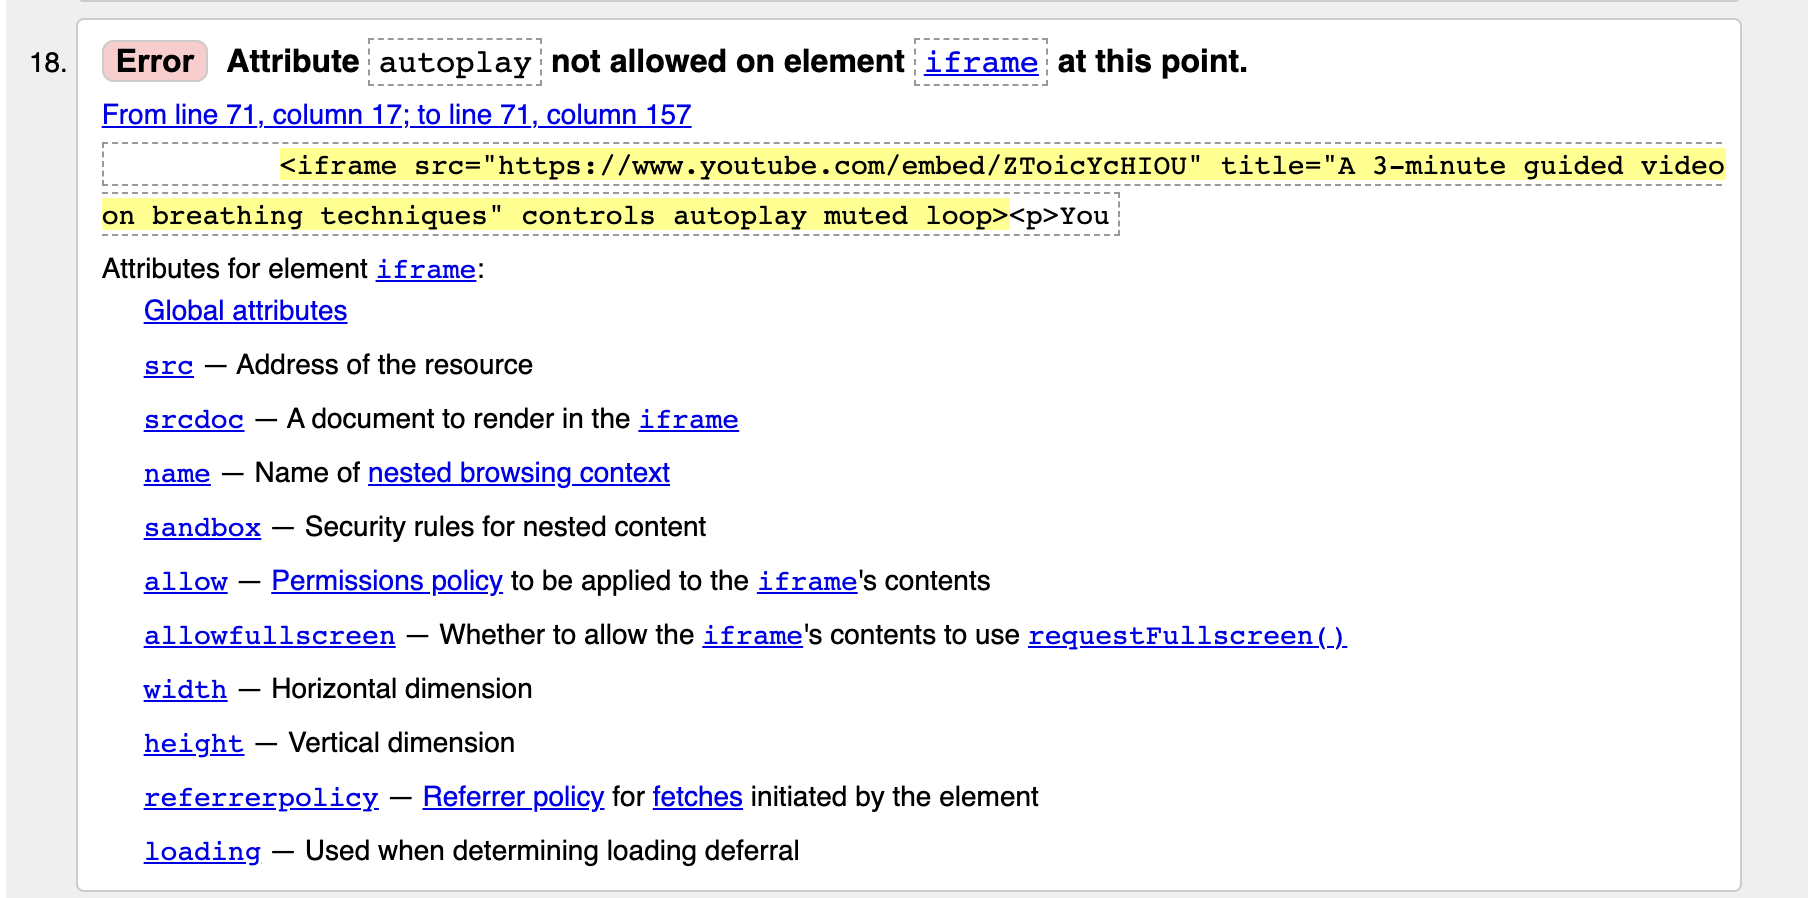 18. Error Attribute autoplay not allowed on element iframe at this point.
From line 71, column 17; to line 71, column 157
<iframe src="https://www.youtube.com/embed/ZToicYcHIOU" title="A 3-minute guided video
on breathing techniques" controls autoplay muted loop><p>You
Attributes for element iframe:
Global attributes
src — Address of the resource
srcdoc — A document to render in the iframe
name — Name of nested browsing context
sandbox — Security rules for nested content
allow — Permissions policy to be applied to the iframe's contents
allowfullscreen — Whether to allow the iframe's contents to use requestFullscreen()
width — Horizontal dimension
height — Vertical dimension
referrerpolicy — Referrer policy for fetches initiated by the element
loading — Used when determining loading deferral